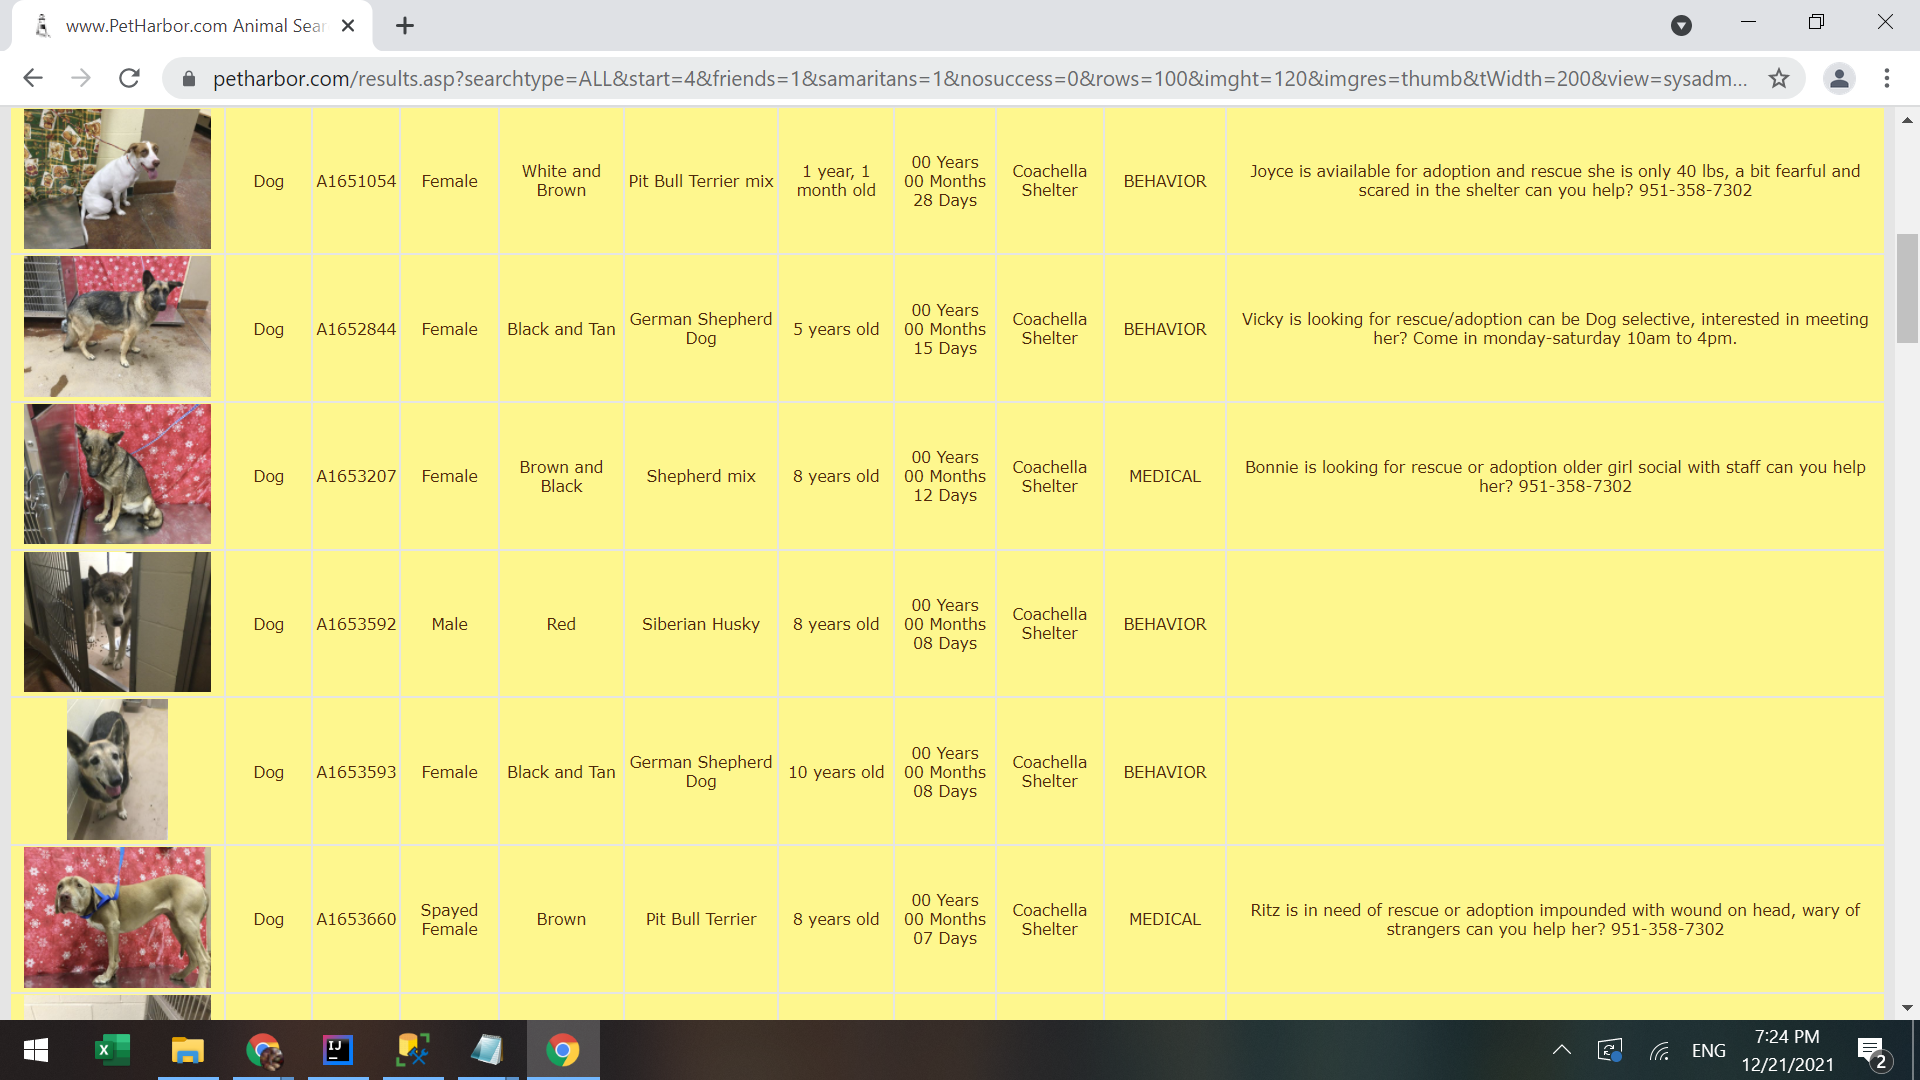 www.PetHarbor.com Animal Sear
petharbor.com/results.asp?searchtype=ALL&start=4&friends=1&samaritans=1&nosuccess=0&rows=100&imght=120&imgres=thumb&tWidth=200&view=sysadm...
Dog
A1651054
Female
White and
Brown
Pit Bull Terrier mix
1 year, 1
month old
00 Years
00 Months
28 Days
Coachella
Shelter
BEHAVIOR
Joyce is aviailable for adoption and rescue she is only 40 lbs, a bit fearful and
scared in the shelter can you help? 951-358-7302
Dog
A1652844
Female
Black and Tan
German Shepherd
Dog
5 years old
00 Years
00 Months
15 Days
Coachella
Shelter
BEHAVIOR
Vicky is looking for rescue/adoption can be Dog selective, interested in meeting
her? Come in monday-saturday 10am to 4pm.
Dog
A1653207
Female
Brown and
Black
Shepherd mix
8 years old
00 Years
00 Months
12 Days
Coachella
Shelter
MEDICAL
Bonnie is looking for rescue or adoption older girl social with staff can you help
her? 951-358-7302
Dog
A1653592
Male
Red
Siberian Husky
8 years old
00 Years
00 Months
08 Days
Coachella
Shelter
BEHAVIOR
Dog
A1653593
Female
Black and Tan
German Shepherd
Dog
10 years old
00 Years
00 Months
08 Days
Coachella
Shelter
BEHAVIOR
Dog
A1653660
Spayed
Female
Brown
Pit Bull Terrier
8 years old
00 Years
00 Months
07 Days
Coachella
Shelter
MEDICAL
Ritz is in need of rescue or adoption impounded with wound on head, wary of
strangers can you help her? 951-358-7302
X
IJ
ENG
7:24 PM
12/21/2021
2